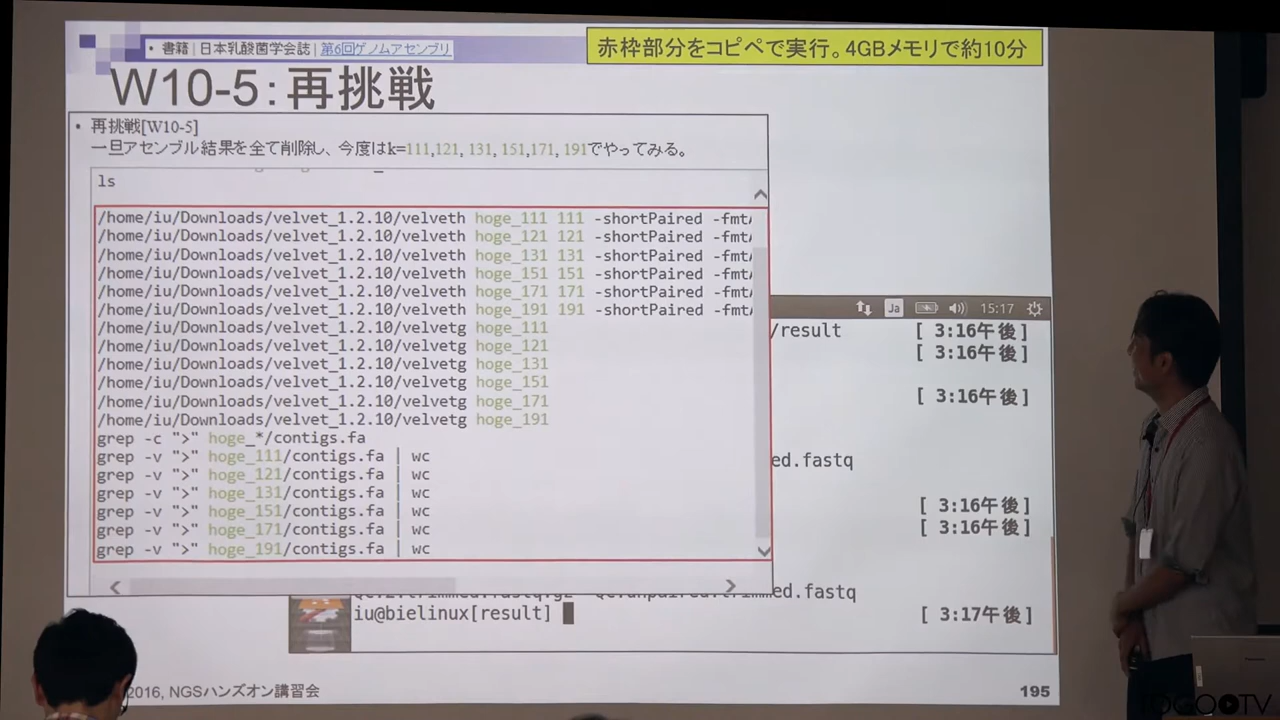 • 書籍 | 日本乳酸菌学会誌 | 第6回ゲノムアセンブリ
赤枠部分をコピペで実行。4GBメモリで約10分
W10-5：再挑戦
• 再挑戦[W10-5]
一旦アセンブル結果を全て削除し、今度はk=111,121, 131, 151,171, 191でやってみる。
ls
/home/iu/Downloads/velvet_1.2.10/velveth hoge_111 111 -shortPaired -fmtA
/home/iu/Downloads/velvet_1.2.10/velveth hoge_121 121 -shortPaired -fmtA
/home/iu/Downloads/velvet_1.2.10/velveth hoge_131 131 -shortPaired -fmtA
/home/iu/Downloads/velvet_1.2.10/velveth hoge_151 151 -shortPaired -fmtA
/home/iu/Downloads/velvet_1.2.10/velveth hoge_171 171 -shortPaired -fmtA
/home/iu/Downloads/velvet_1.2.10/velveth hoge_191 191 -shortPaired -fmtA
/home/iu/Downloads/velvet_1.2.10/velvetg hoge_111
/home/iu/Downloads/velvet_1.2.10/velvetg hoge_121
/home/iu/Downloads/velvet_1.2.10/velvetg hoge_131
/home/iu/Downloads/velvet_1.2.10/velvetg hoge_151
/home/iu/Downloads/velvet_1.2.10/velvetg hoge_171
/home/iu/Downloads/velvet_1.2.10/velvetg hoge_191
grep -c ">" hoge_*/contigs.fa
grep -v ">" hoge_111/contigs.fa | wc
grep -v ">" hoge_121/contigs.fa | wc
grep -v ">" hoge_131/contigs.fa | wc
grep -v ">" hoge_151/contigs.fa | wc
grep -v ">" hoge_171/contigs.fa | wc
grep -v ">" hoge_191/contigs.fa | wc
Ja 15:17
/result [ 3:16午後]
[ 3:16午後]
[ 3:16午後]
ed.fastq
[ 3:16午後]
[ 3:16午後]
med.fastq
iu@bielinux[result]
[ 3:17午後]
2016, NGSハンズオン講習会
195
TOGOTV